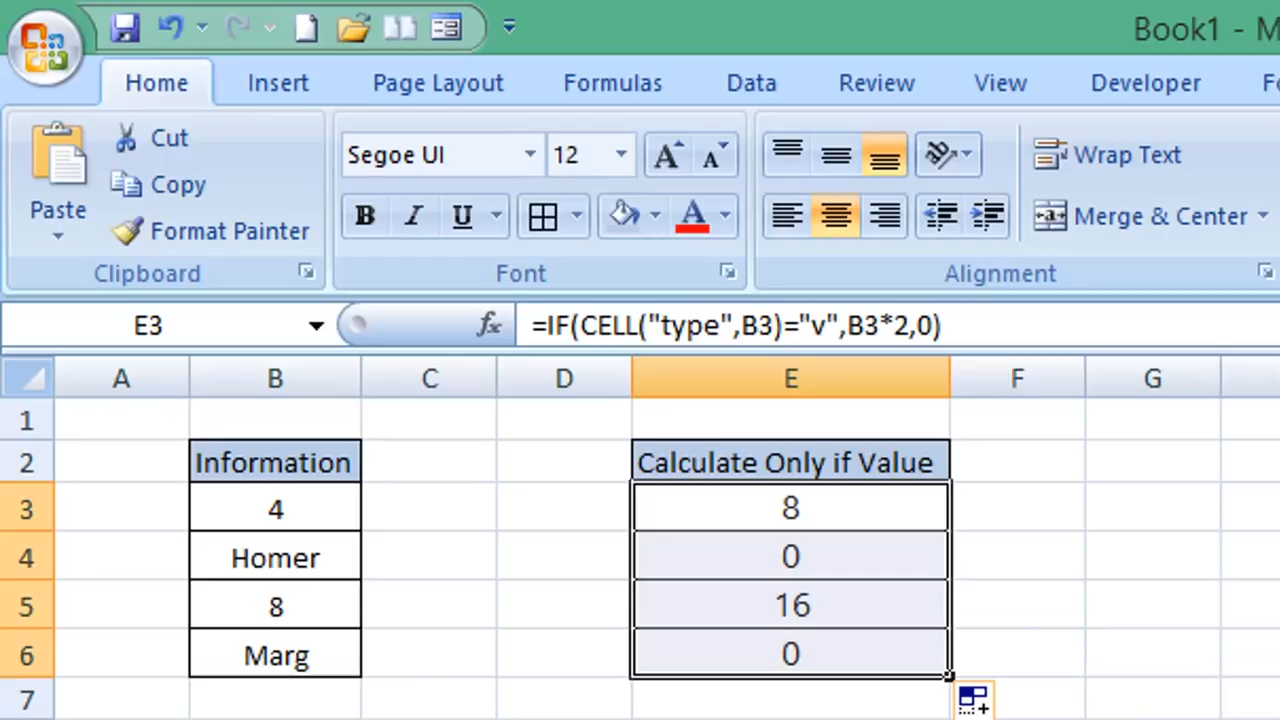 Book1 - M
Home Insert Page Layout Formulas Data Review View Developer Fo
Paste
Cut
Copy
Format Painter
Clipboard
Segoe UI 12
B I U A
Font
Wrap Text
Merge & Center
Alignment
E3 fx =IF(CELL("type",B3)="v",B3*2,0)
A B C D E F G
1
2 Information Calculate Only if Value
3 4 8
4 Homer 0
5 8 16
6 Marg 0
7